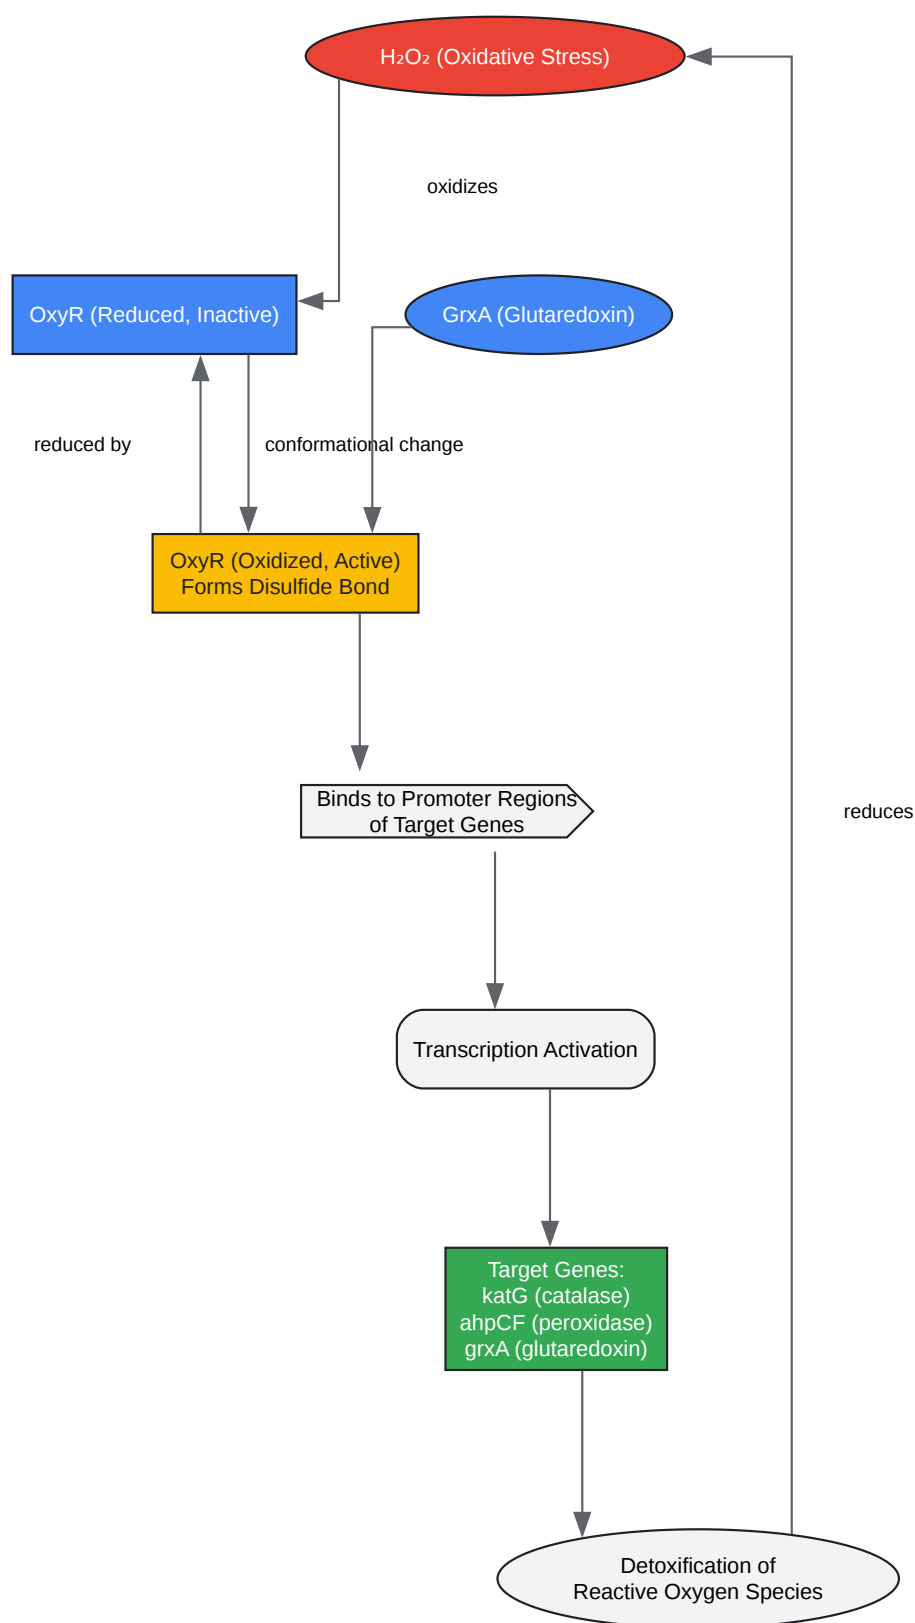 H₂O₂ (Oxidative Stress)
oxidizes
OxyR (Reduced, Inactive)
GrxA (Glutaredoxin)
reduced by
conformational change
OxyR (Oxidized, Active)
Forms Disulfide Bond
Binds to Promoter Regions
of Target Genes
reduces
Transcription Activation
Target Genes:
katG (catalase)
ahpCF (peroxidase)
grxA (glutaredoxin)
Detoxification of
Reactive Oxygen Species